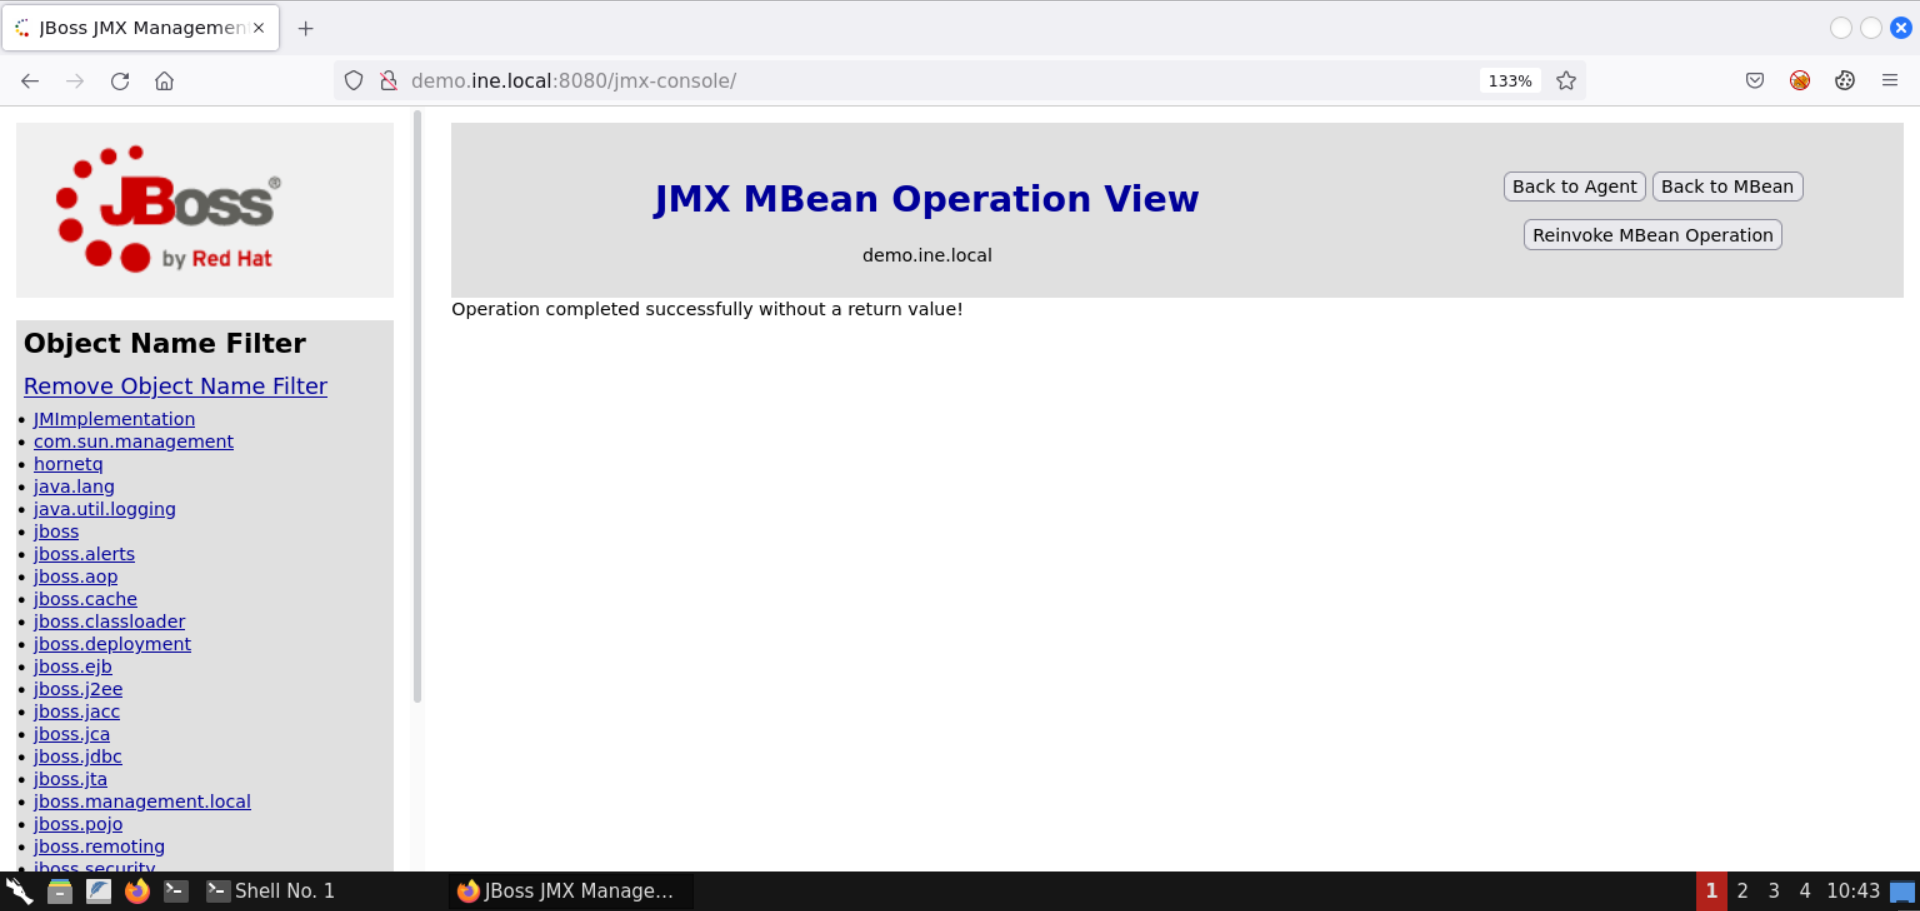 JBoss JMX Managemen
demo.ine.local:8080/jmx-console/
133%
JBoss®
by Red Hat
JMX MBean Operation View
demo.ine.local
Back to Agent Back to MBean
Reinvoke MBean Operation
Operation completed successfully without a return value!
Object Name Filter
Remove Object Name Filter
JMImplementation
com.sun.management
hornetq
java.lang
java.util.logging
jboss
jboss.alerts
jboss.aop
jboss.cache
jboss.classloader
jboss.deployment
jboss.ejb
jboss.j2ee
jboss.jacc
jboss.jca
jboss.jdbc
jboss.jta
jboss.management.local
jboss.pojo
jboss.remoting
jboss.security
Shell No. 1
JBoss JMX Manage...
1 2 3 4 10:43